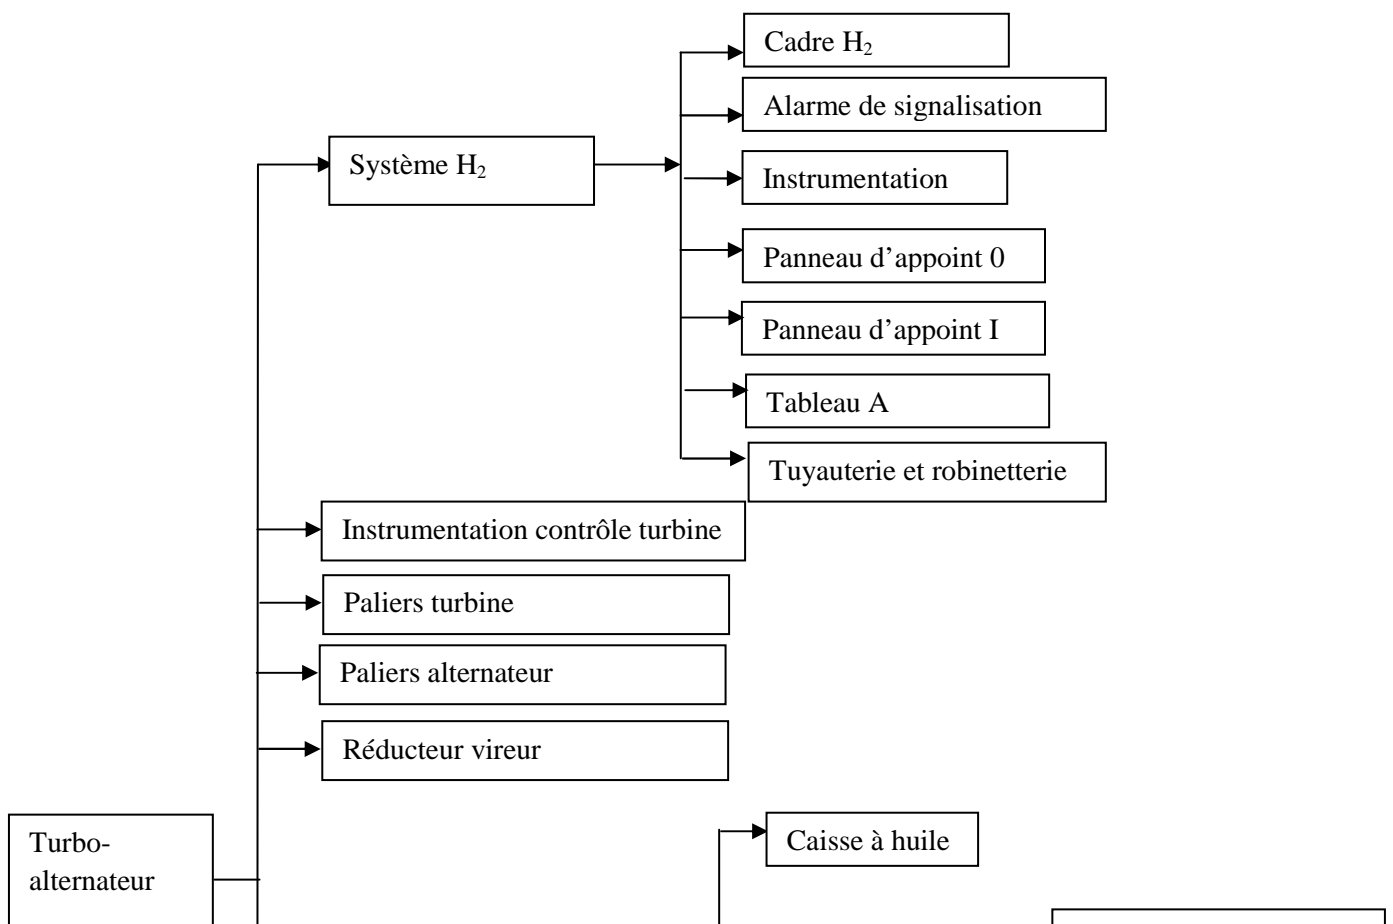 Cadre H₂
Alarme de signalisation
Système H₂
Instrumentation
Panneau d’appoint 0
Panneau d’appoint I
Tableau A
Tuyauterie et robinetterie
Instrumentation contrôle turbine
Paliers turbine
Paliers alternateur
Réducteur vireur
Turbo-
alternateur
Caisse à huile